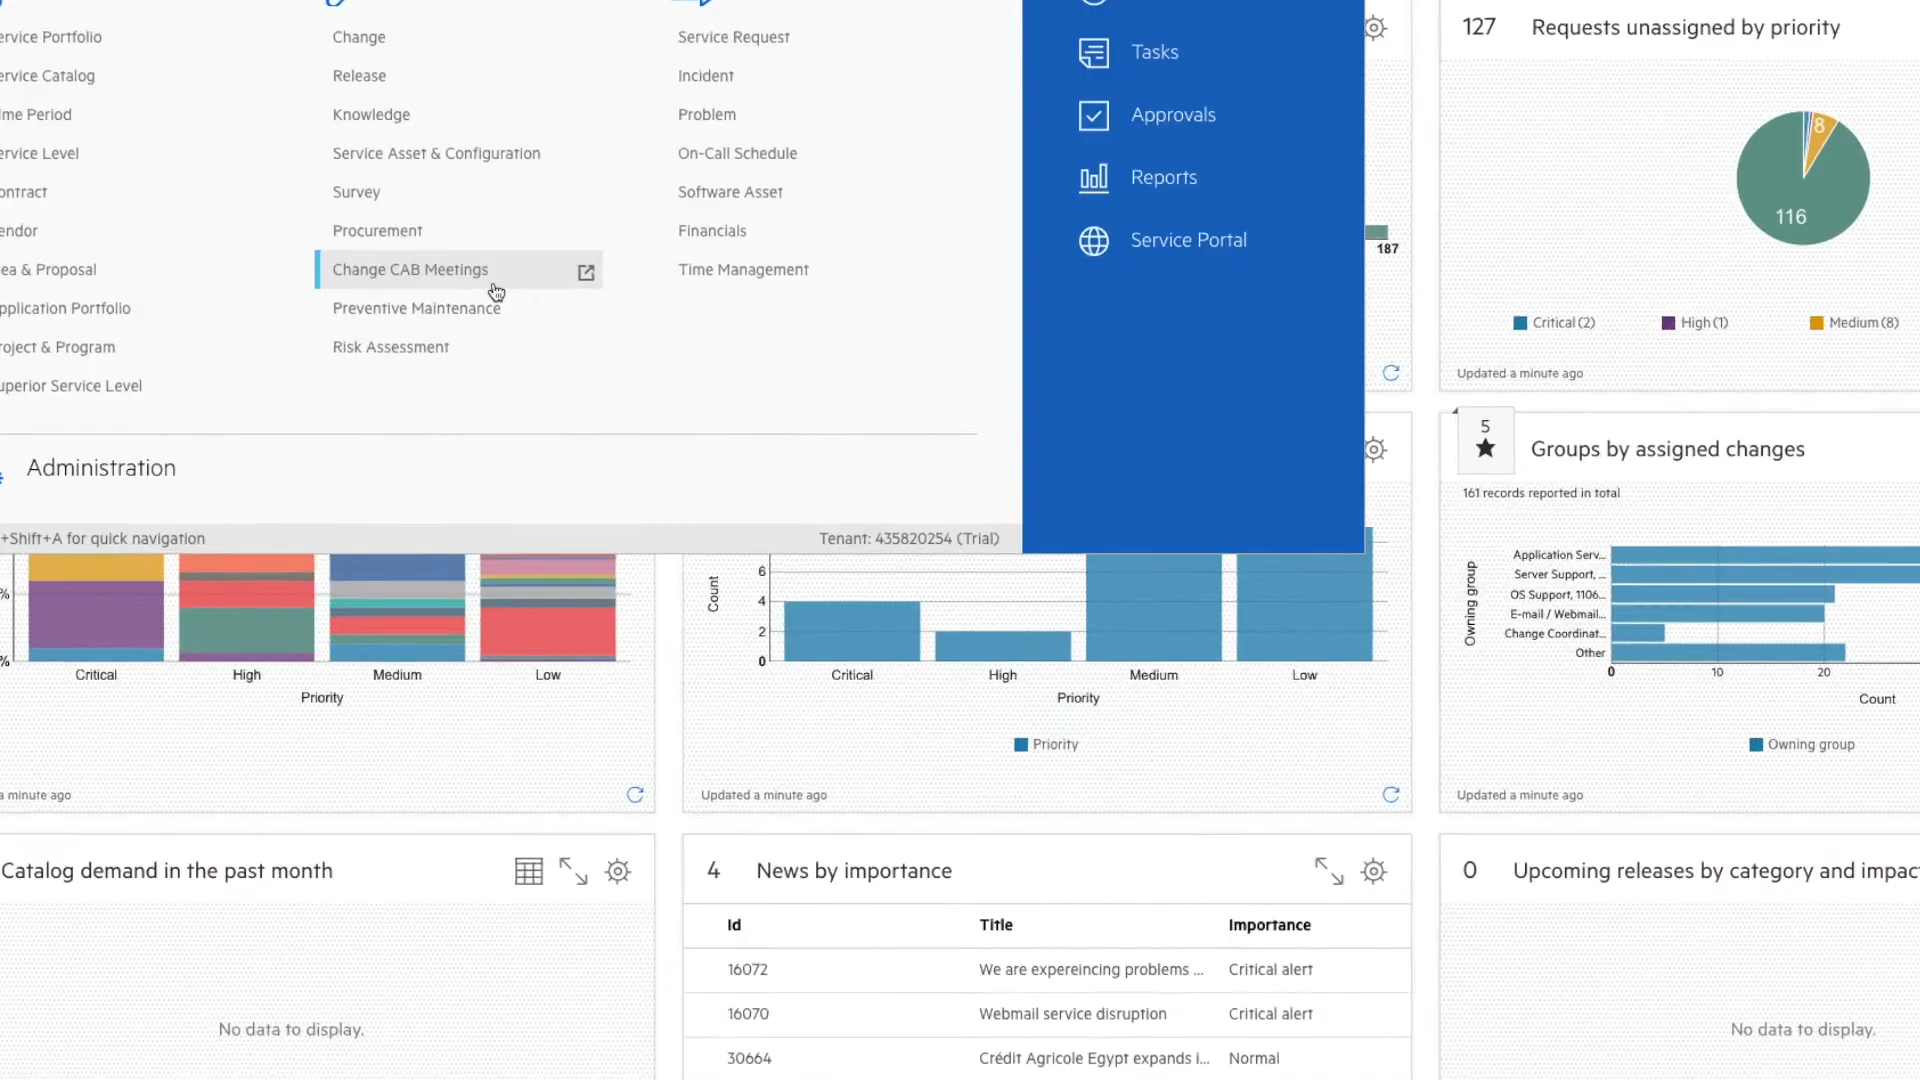 ervice Portfolio
ervice Catalog
me Period
ervice Level
ontract
endor
ea & Proposal
pplication Portfolio
roject & Program
uperior Service Level
Change
Release
Knowledge
Service Asset & Configuration
Survey
Procurement
Change CAB Meetings
Preventive Maintenance
Risk Assessment
Service Request
Incident
Problem
On-Call Schedule
Software Asset
Financials
Time Management
Administration
+Shift+A for quick navigation
Tenant: 435820254 (Trial)
Tasks
Approvals
Reports
Service Portal
187
127 Requests unassigned by priority
8
116
Critical (2) High (1) Medium (8)
Updated a minute ago
%
%
Critical High Medium Low
Priority
a minute ago
Count
6
4
2
0
Critical High Medium Low
Priority
Priority
Updated a minute ago
5
Groups by assigned changes
161 records reported in total
Owning group
Application Serv...
Server Support, ...
OS Support, 1106...
E-mail / Webmail...
Change Coordinat...
Other
0 10 20
Count
Owning group
Updated a minute ago
Catalog demand in the past month
No data to display.
4 News by importance
Id Title Importance
16072 We are expereincing problems ... Critical alert
16070 Webmail service disruption Critical alert
30664 Crédit Agricole Egypt expands i... Normal
0 Upcoming releases by category and impac
No data to display.